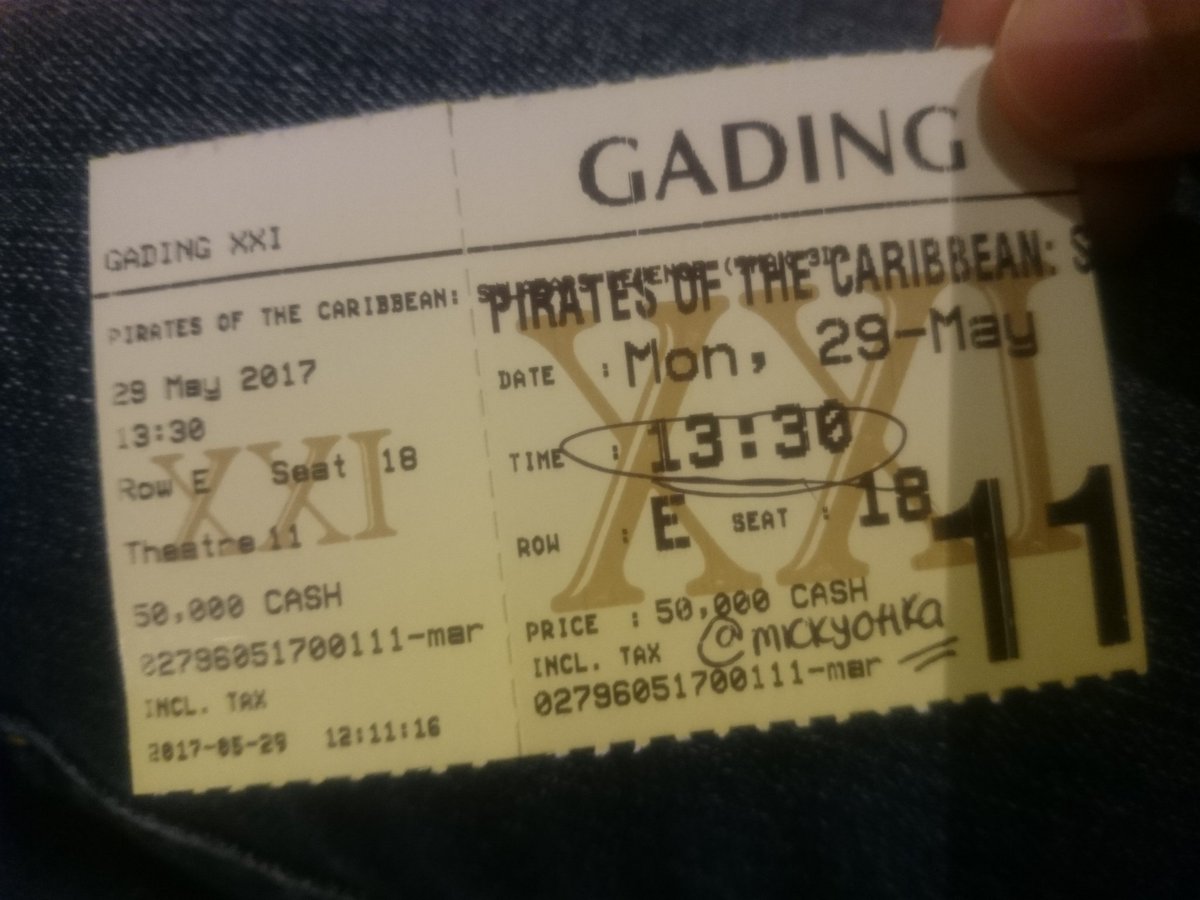 GADING XXI
PIRATES OF THE CARIBBEAN:
29 May 2017
13:30
Row E Seat 18
XXI
Theatre 11
50,000 CASH
02796051700111-mar
INCL. TAX
2017-05-29 12:11:16
GADING
PIRATES OF THE CARIBBEAN: S
XXI
DATE : Mon, 29-May
TIME : 13:30
ROW : E SEAT : 18
11
PRICE : 50,000 CASH
@mickyohka
INCL. TAX
02796051700111-mar